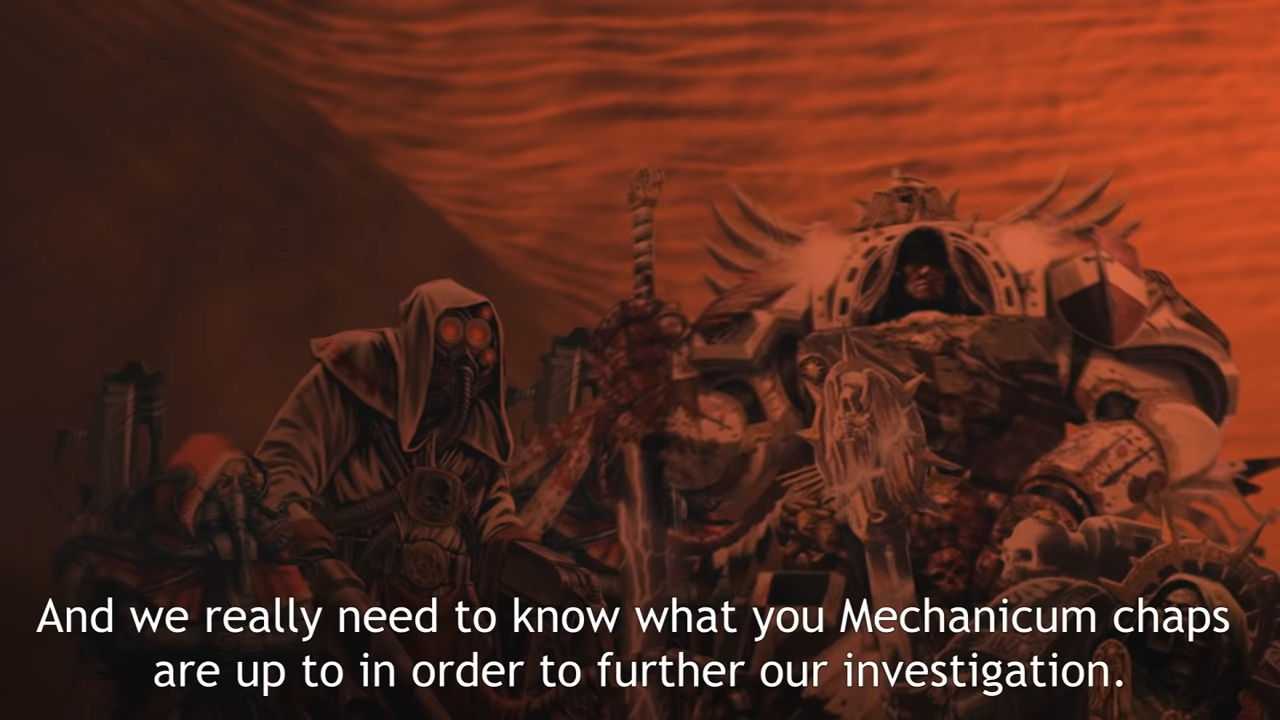 And we really need to know what you Mechanicum chaps
are up to in order to further our investigation.